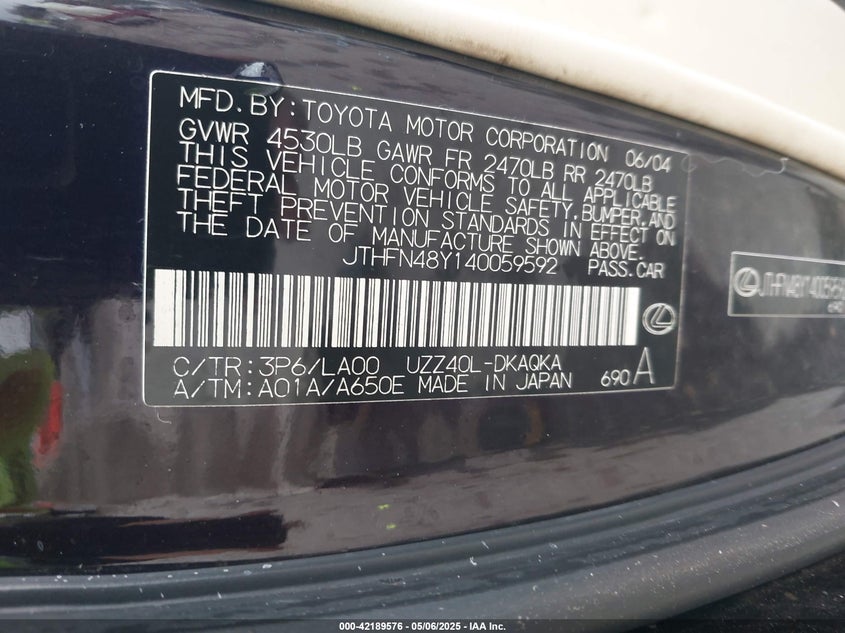 MFD.BY:TOYOTA MOTOR CORPORATION 06/04
GVWR 4530LB GAWR FR 2470LB RR 2470LB
THIS VEHICLE CONFORMS TO ALL APPLICABLE
FEDERAL MOTOR VEHICLE SAFETY,BUMPER,AND
THEFT PREVENTION STANDARDS IN EFFECT ON
THE DATE OF MANUFACTURE SHOWN ABOVE.
JTHFN48Y140059592 PASS.CAR
C/TR:3P6/LA00 UZZ40L-DKAQKA
A/TM:A01A/A650E MADE IN JAPAN 690 A
000-42189576 - 05/06/2025 - IAA Inc.